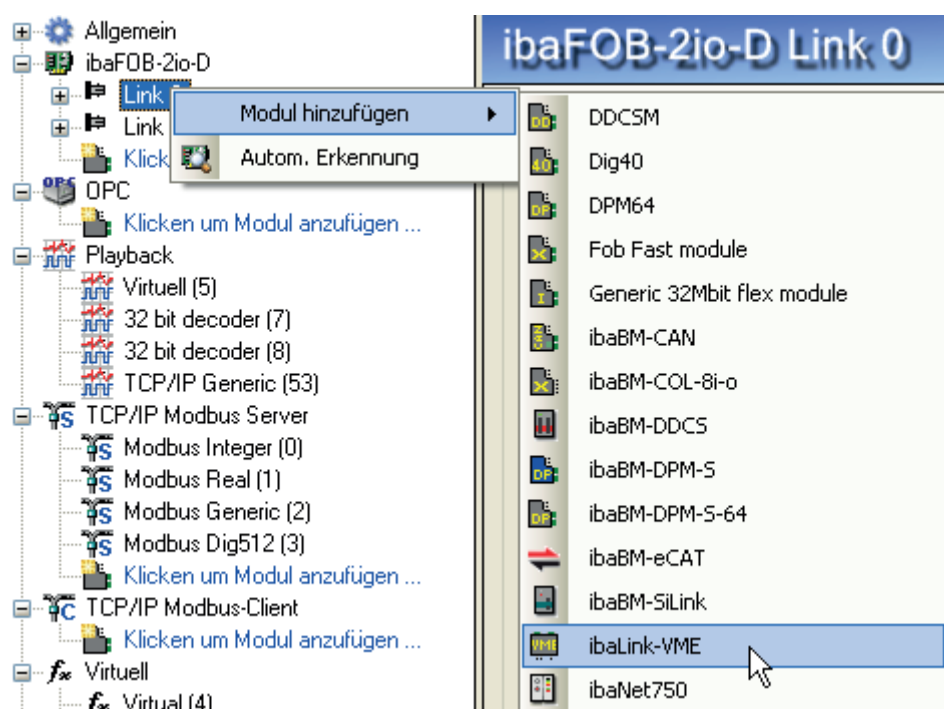 Allgemein
ibaFOB-2io-D
Link
Link
Klick
OPC
Klicken um Modul anzufügen ...
Playback
Virtuell (5)
32 bit decoder (7)
32 bit decoder (8)
TCP/IP Generic (53)
TCP/IP Modbus Server
Modbus Integer (0)
Modbus Real (1)
Modbus Generic (2)
Modbus Dig512 (3)
Klicken um Modul anzufügen ...
TCP/IP Modbus-Client
Klicken um Modul anzufügen ...
Virtuell
Virtual (4)
Modul hinzufügen
Autom. Erkennung
ibaFOB-2io-D Link 0
DDCSM
Dig40
DPM64
Fob Fast module
Generic 32Mbit flex module
ibaBM-CAN
ibaBM-COL-8i-o
ibaBM-DDCS
ibaBM-DPM-S
ibaBM-DPM-S-64
ibaBM-eCAT
ibaBM-SiLink
ibaLink-VME
ibaNet750